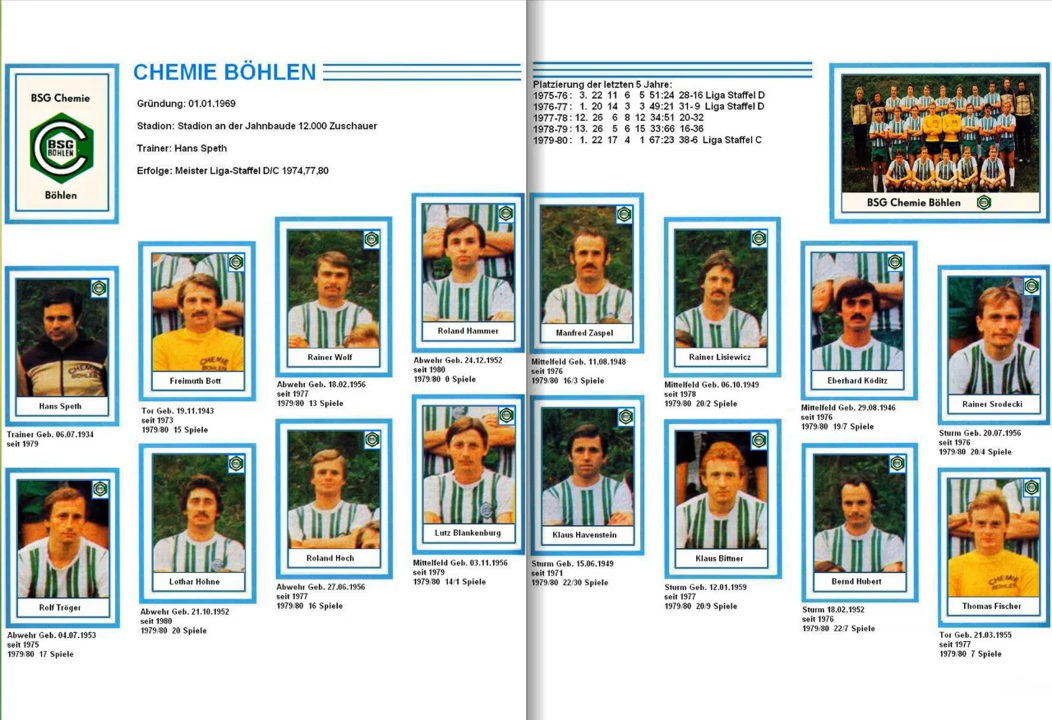 CHEMIE BÖHLEN
Gründung: 01.01.1969
Stadion: Stadion an der Jahnbaude 12.000 Zuschauer
Trainer: Hans Speth
Erfolge: Meister Liga-Staffel D/C 1974,77,80
BSG Chemie
BSG
BÖHLEN
Böhlen
Platzierung der letzten 5 Jahre:
1975-76: 3. 22 11 6 5 51:24 28-16 Liga Staffel D
1976-77: 1. 20 14 3 3 49:21 31-9 Liga Staffel D
1977-78: 12. 26 6 8 12 34:51 20-32
1978-79: 13. 26 5 6 15 33:66 16-36
1979-80: 1. 22 17 4 1 67:23 38-6 Liga Staffel C
BSG Chemie Böhlen
CHEMIE
BÖHLEN
Hans Speth
Trainer Geb. 06.07.1934
seit 1979
CHEMIE
BÖHLEN
Freimuth Bott
Tor Geb. 19.11.1943
seit 1973
1979/80 15 Spiele
Rainer Wolf
Abwehr Geb. 18.02.1956
seit 1977
1979/80 13 Spiele
Roland Hammer
Abwehr Geb. 24.12.1952
seit 1980
1979/80 0 Spiele
Manfred Zaspel
Mittelfeld Geb. 11.08.1948
seit 1976
1979/80 16/3 Spiele
Rainer Lisiewicz
Mittelfeld Geb. 06.10.1949
seit 1978
1979/80 20/2 Spiele
Eberhard Köditz
Mittelfeld Geb. 29.08.1946
seit 1976
1979/80 19/7 Spiele
Rainer Srodecki
Sturm Geb. 20.07.1956
seit 1976
1979/80 20/4 Spiele
Rolf Tröger
Abwehr Geb. 04.07.1953
seit 1975
1979/80 17 Spiele
Lothar Höhne
Abwehr Geb. 21.10.1952
seit 1980
1979/80 20 Spiele
Roland Hoch
Abwehr Geb. 27.06.1956
seit 1977
1979/80 16 Spiele
Lutz Blankenburg
Mittelfeld Geb. 03.11.1956
seit 1979
1979/80 14/1 Spiele
Klaus Havenstein
Sturm Geb. 15.06.1949
seit 1971
1979/80 22/30 Spiele
Klaus Bittner
Sturm Geb. 12.01.1959
seit 1977
1979/80 20/9 Spiele
Bernd Hubert
Sturm 18.02.1952
seit 1976
1979/80 22/7 Spiele
CHEMIE
BÖHLEN
Thomas Fischer
Tor Geb. 21.03.1955
seit 1977
1979/80 7 Spiele